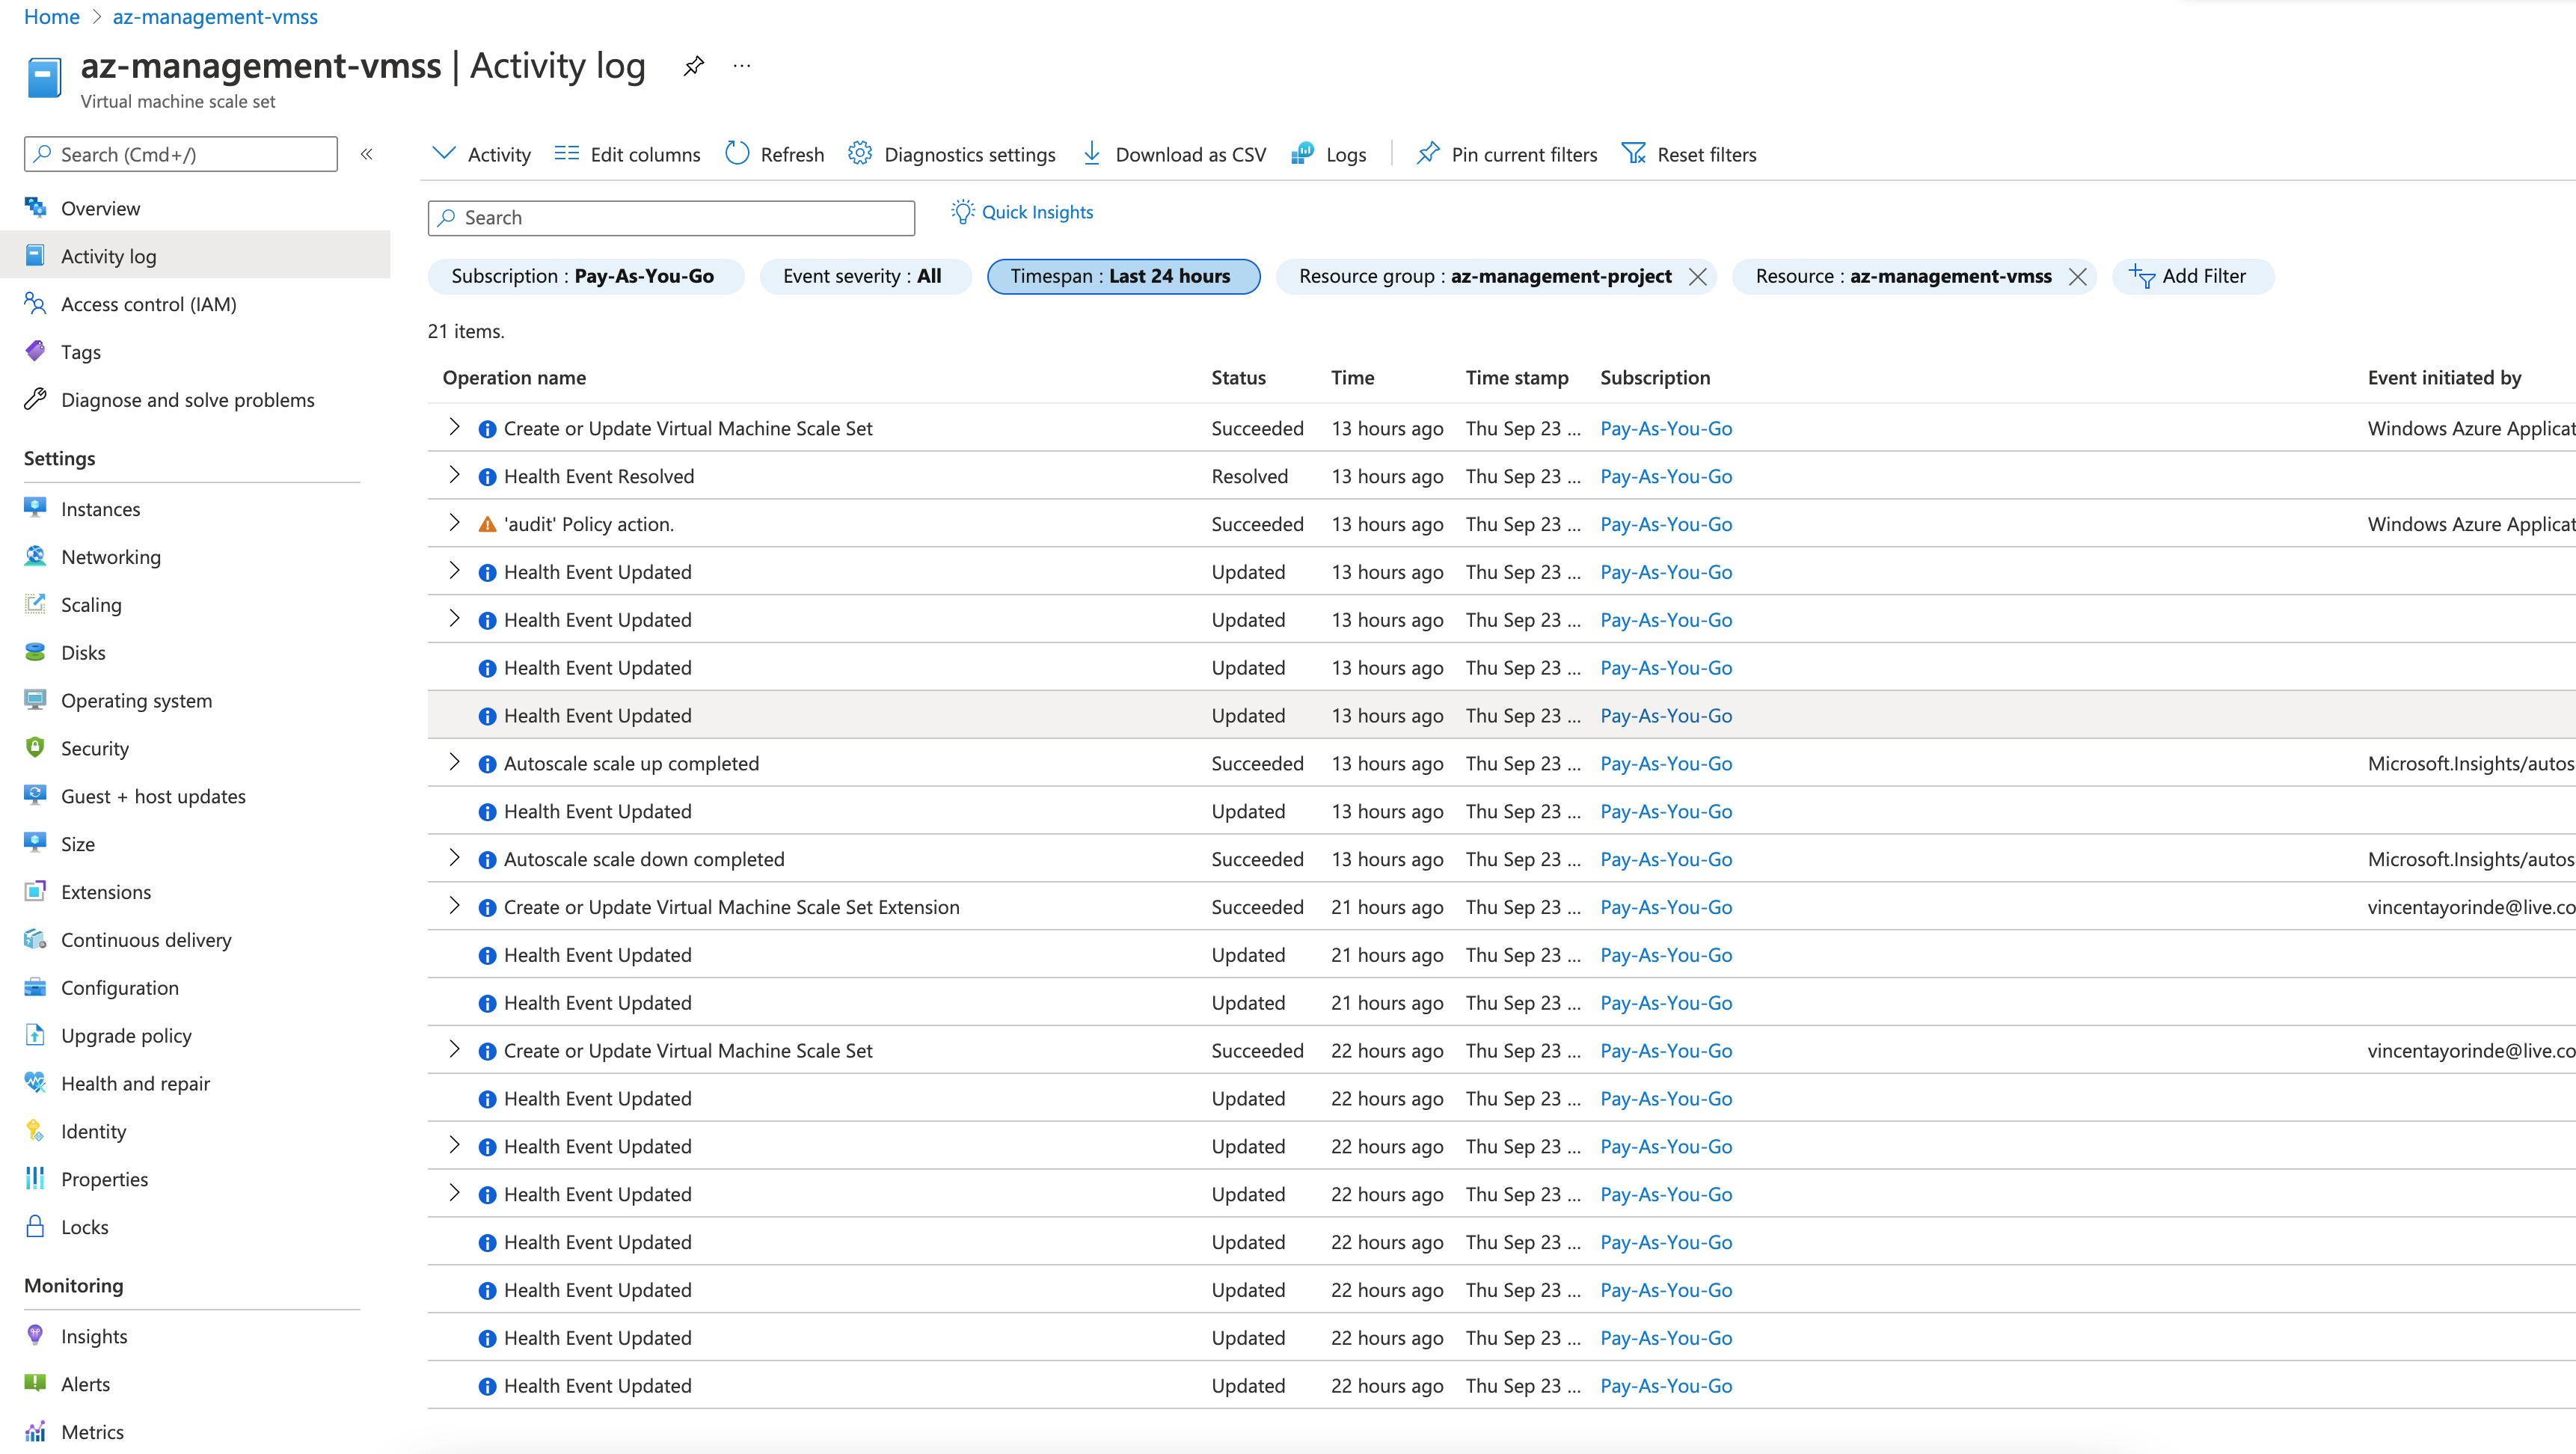 Home > az-management-vmss
az-management-vmss | Activity log ...
Virtual machine scale set
Search (Cmd+/) «
Overview
Activity log
Access control (IAM)
Tags
Diagnose and solve problems
Settings
Instances
Networking
Scaling
Disks
Operating system
Security
Guest + host updates
Size
Extensions
Continuous delivery
Configuration
Upgrade policy
Health and repair
Identity
Properties
Locks
Monitoring
Insights
Alerts
Metrics
Activity Edit columns Refresh Diagnostics settings Download as CSV Logs Pin current filters Reset filters
Search Quick Insights
Subscription : Pay-As-You-Go Event severity : All Timespan : Last 24 hours Resource group : az-management-project Resource : az-management-vmss Add Filter
21 items.
Operation name Status Time Time stamp Subscription Event initiated by
Create or Update Virtual Machine Scale Set Succeeded 13 hours ago Thu Sep 23 ... Pay-As-You-Go Windows Azure Applicat
Health Event Resolved Resolved 13 hours ago Thu Sep 23 ... Pay-As-You-Go
'audit' Policy action. Succeeded 13 hours ago Thu Sep 23 ... Pay-As-You-Go Windows Azure Applicat
Health Event Updated Updated 13 hours ago Thu Sep 23 ... Pay-As-You-Go
Health Event Updated Updated 13 hours ago Thu Sep 23 ... Pay-As-You-Go
Health Event Updated Updated 13 hours ago Thu Sep 23 ... Pay-As-You-Go
Health Event Updated Updated 13 hours ago Thu Sep 23 ... Pay-As-You-Go
Autoscale scale up completed Succeeded 13 hours ago Thu Sep 23 ... Pay-As-You-Go Microsoft.Insights/autos
Health Event Updated Updated 13 hours ago Thu Sep 23 ... Pay-As-You-Go
Autoscale scale down completed Succeeded 13 hours ago Thu Sep 23 ... Pay-As-You-Go Microsoft.Insights/autos
Create or Update Virtual Machine Scale Set Extension Succeeded 21 hours ago Thu Sep 23 ... Pay-As-You-Go vincentayorinde@live.co
Health Event Updated Updated 21 hours ago Thu Sep 23 ... Pay-As-You-Go
Health Event Updated Updated 21 hours ago Thu Sep 23 ... Pay-As-You-Go
Create or Update Virtual Machine Scale Set Succeeded 22 hours ago Thu Sep 23 ... Pay-As-You-Go vincentayorinde@live.co
Health Event Updated Updated 22 hours ago Thu Sep 23 ... Pay-As-You-Go
Health Event Updated Updated 22 hours ago Thu Sep 23 ... Pay-As-You-Go
Health Event Updated Updated 22 hours ago Thu Sep 23 ... Pay-As-You-Go
Health Event Updated Updated 22 hours ago Thu Sep 23 ... Pay-As-You-Go
Health Event Updated Updated 22 hours ago Thu Sep 23 ... Pay-As-You-Go
Health Event Updated Updated 22 hours ago Thu Sep 23 ... Pay-As-You-Go
Health Event Updated Updated 22 hours ago Thu Sep 23 ... Pay-As-You-Go